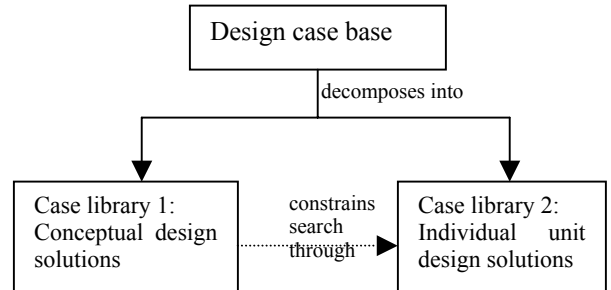 Design case base
decomposes into
Case library 1:
Conceptual design
solutions
constrains
search
through
Case library 2:
Individual unit
design solutions